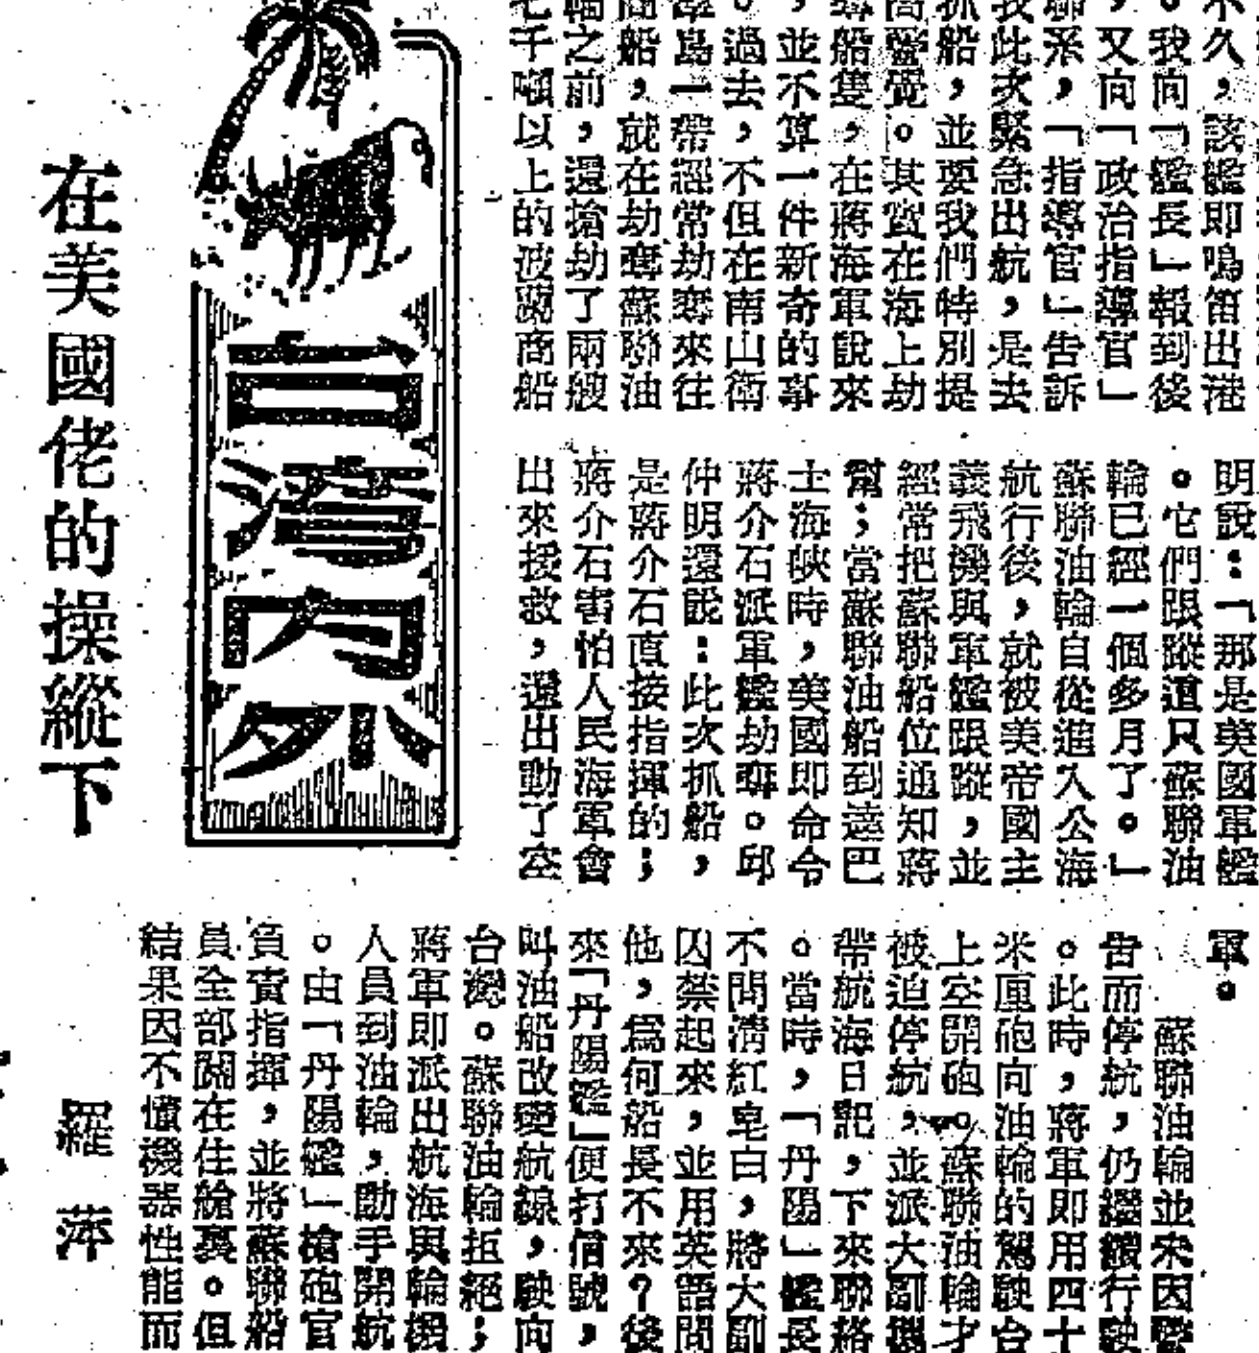 不久，該艦即鳴笛出港
。我向「艦長」報到後
，又向「政治指導官」
聯系，「指導官」告訴
我此次緊急出航，是去
抓船，並要我們特別提
高警覺。其實在海上劫
奪船隻，在蔣海軍說來
，並不算一件新奇的事
。過去，不但在南山衛
羣島一帶經常劫奪來往
商船，就在劫奪蘇聯油
輪之前，還搶劫了兩艘
七千噸以上的波蘭商船
明說：「那是美國軍艦
。它們跟蹤這只蘇聯油
輪已經一個多月了。」
蘇聯油輪自從進入公海
航行後，就被美帝國主
義飛機與軍艦跟蹤，並
經常把蘇聯船位通知蔣
幫；當蘇聯油船到達巴
士海峽時，美國即命令
蔣介石派軍艦劫奪。邱
仲明還說：此次抓船，
是蔣介石直接指揮的；
蔣介石害怕人民海軍會
出來援救，還出動了空
軍。
蘇聯油輪並未因警
告而停航，仍繼續行駛
。此時，蔣軍即用四十
米厘砲向油輪的駕駛台
上空開砲。蘇聯油輪才
被迫停航，並派大副攜
帶航海日記，下來聯絡
。當時，「丹陽」艦長
不問清紅皂白，將大副
囚禁起來，並用英語問
他，爲何船長不來？後
來「丹陽艦」便打信號，
叫油船改變航線，駛向
台灣。蘇聯油輪拒絕；
蔣軍即派出航海與輪機
人員到油輪，動手開航
。由「丹陽艦」槍砲官
負責指揮，並將蘇聯船
員全部關在住艙裏。但
結果因不懂機器性能而
台湾内外
在美國佬的操縱下
羅萍